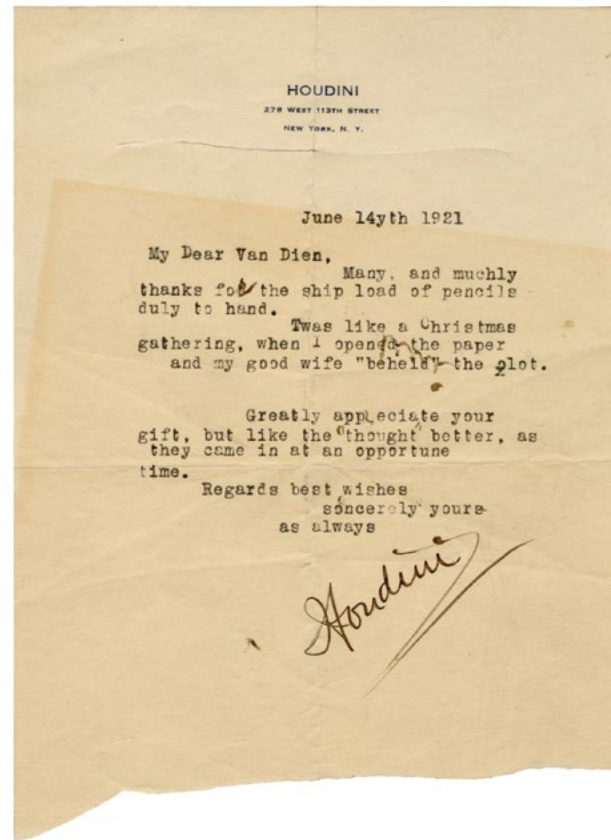 HOUDINI
278 WEST 113TH STREET
NEW YORK, N. Y.
June 14yth 1921
My Dear Van Dien,
Many, and muchly
thanks for the ship load of pencils
duly to hand.
Twas like a Christmas
gathering, when I opened the paper
and my good wife "beheld" the plot.
Greatly appreciate your
gift, but like the "thought" better, as
they came in at an opportune
time.
Regards best wishes
sincerely yours
as always
Houdini